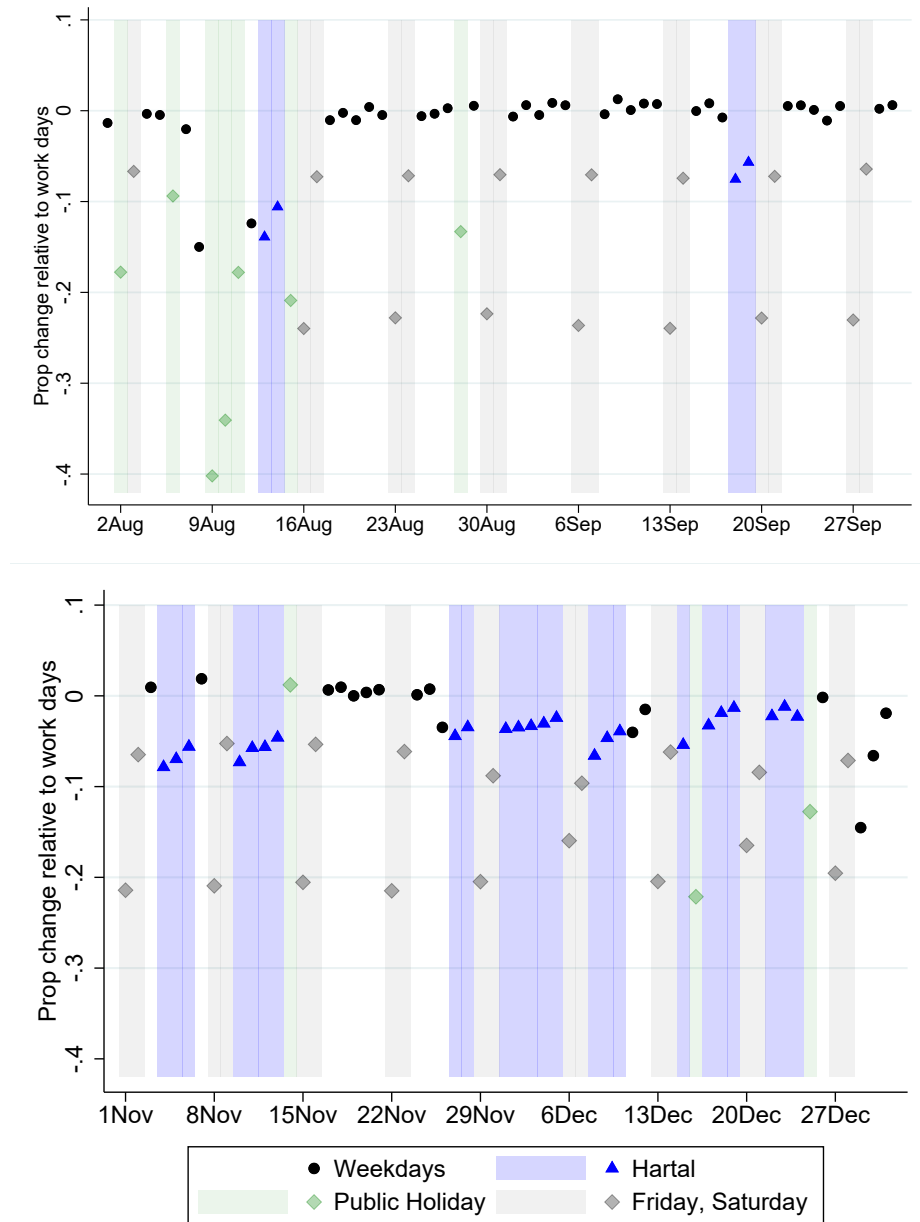 Prop change relative to work days
.1
0
-.1
-.2
-.3
-.4
2Aug 9Aug 16Aug 23Aug 30Aug 6Sep 13Sep 20Sep 27Sep
Prop change relative to work days
.1
0
-.1
-.2
-.3
-.4
1Nov 8Nov 15Nov 22Nov 29Nov 6Dec 13Dec 20Dec 27Dec
Weekdays Hartal
Public Holiday Friday, Saturday